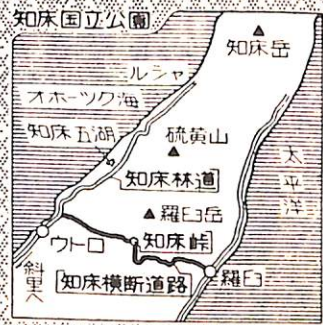 知床国立公園
知床岳
ルシャ
オホーツク海
知床五湖
硫黄山
太平洋
知床林道
羅臼岳
ウトロ
知床峠
斜里へ
知床横断道路
羅臼